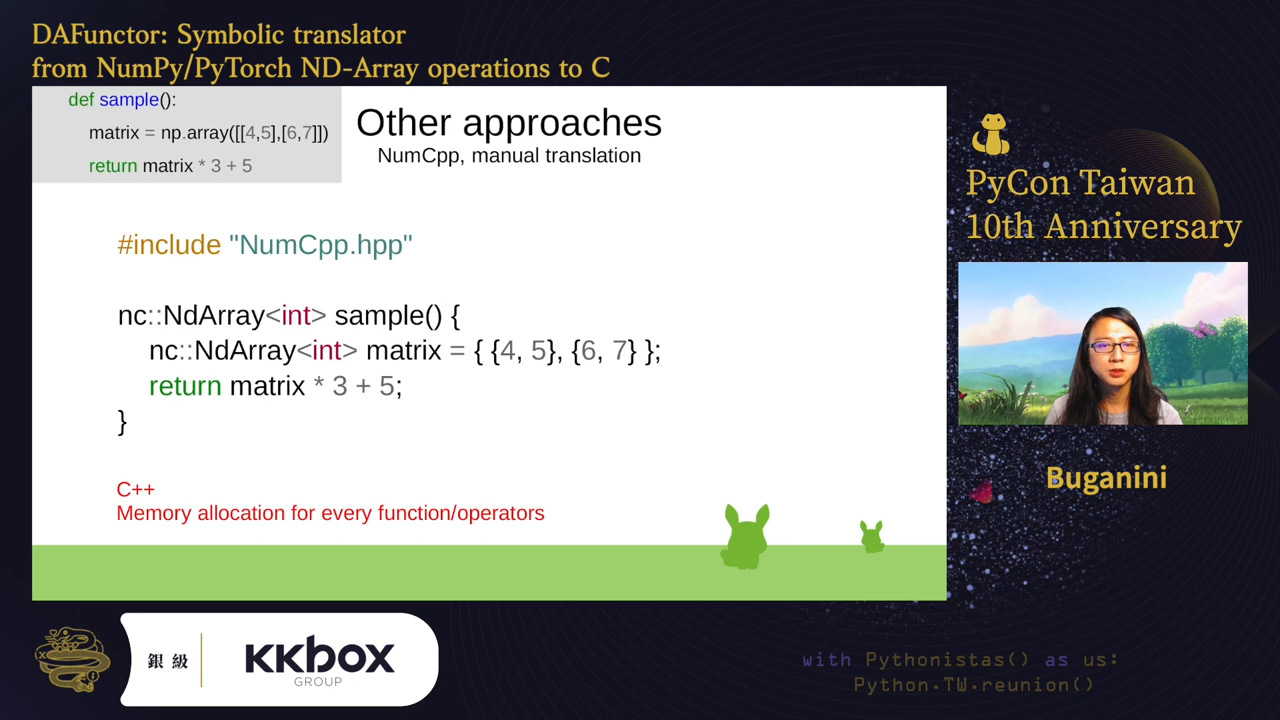 DAFunctor: Symbolic translator
from NumPy/PyTorch ND-Array operations to C
def sample():
matrix = np.array([[4,5],[6,7]])
return matrix * 3 + 5
Other approaches
NumCpp, manual translation
#include "NumCpp.hpp"
nc::NdArray<int> sample() {
nc::NdArray<int> matrix = { {4, 5}, {6, 7} };
return matrix * 3 + 5;
}
C++
Memory allocation for every function/operators
PyCon Taiwan
10th Anniversary
Buganini
銀級
KKBOX
GROUP
with Pythonistas() as us:
Python.TW.reunion()